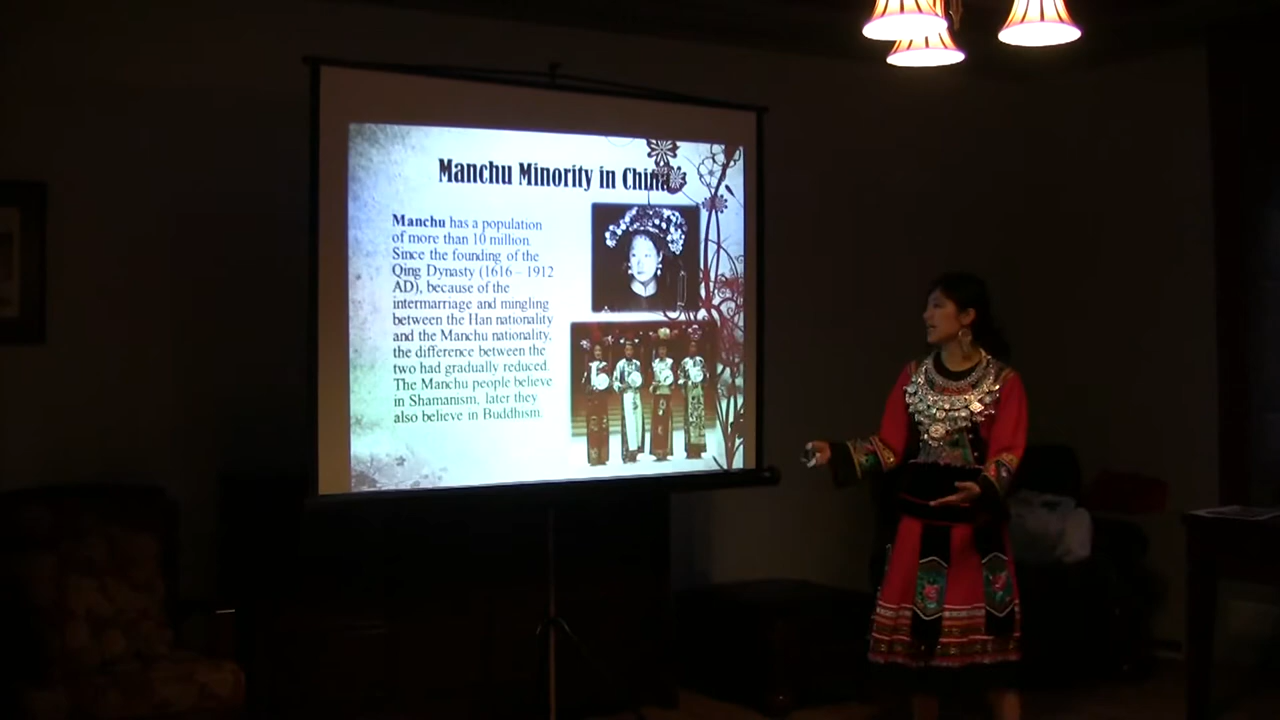 Manchu Minority in China
Manchu has a population
of more than 10 million.
Since the founding of the
Qing Dynasty (1616 – 1912
AD), because of the
intermarriage and mingling
between the Han nationality
and the Manchu nationality,
the difference between the
two had gradually reduced.
The Manchu people believe
in Shamanism, later they
also believe in Buddhism.